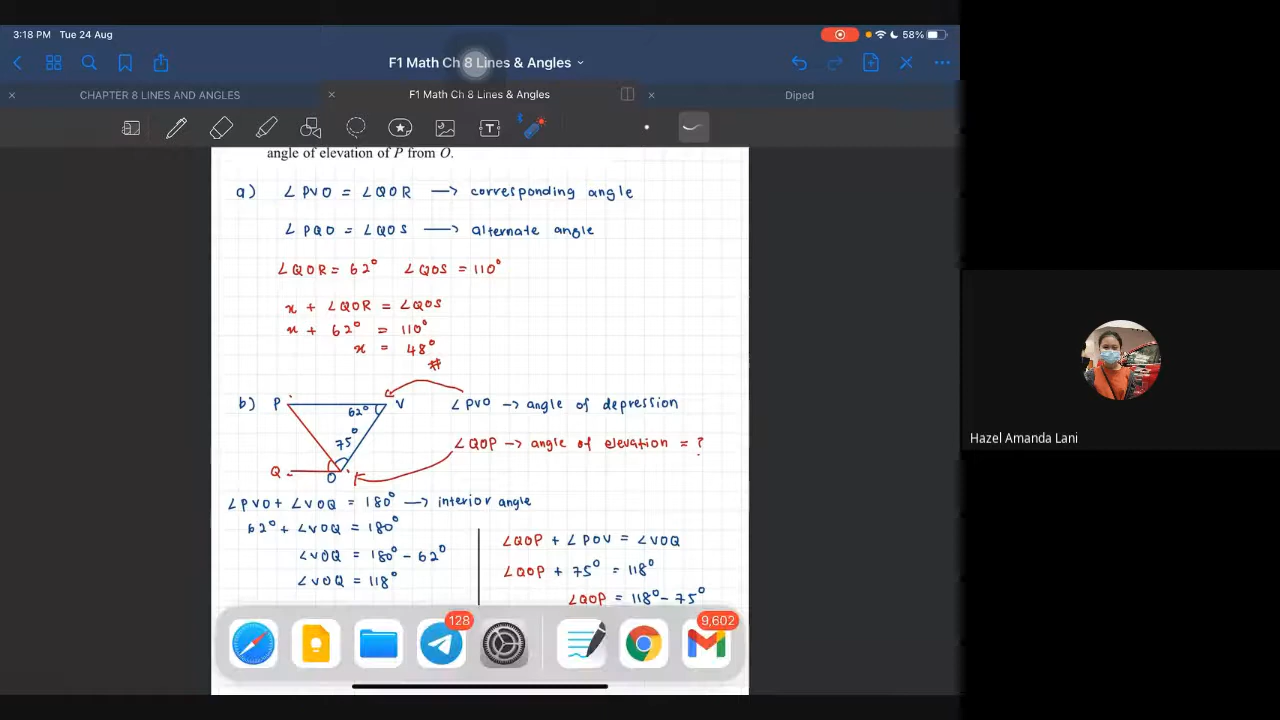 3:18 PM Tue 24 Aug
58%
F1 Math Ch 8 Lines & Angles
CHAPTER 8 LINES AND ANGLES
F1 Math Ch 8 Lines & Angles
Diped
angle of elevation of P from O.
a) ∠PVO = ∠QOR → corresponding angle
∠PQO = ∠QOS → alternate angle
∠QOR = 62° ∠QOS = 110°
x + ∠QOR = ∠QOS
x + 62° = 110°
x = 48°
#
b) P 62° V
75°
Q O
∠PVO → angle of depression
∠QOP → angle of elevation = ?
∠PVO + ∠VOQ = 180° → interior angle
62° + ∠VOQ = 180°
∠VOQ = 180° - 62°
∠VOQ = 118°
∠QOP + ∠POV = ∠VOQ
∠QOP + 75° = 118°
∠QOP = 118° - 75°
128
9,602
Hazel Amanda Lani